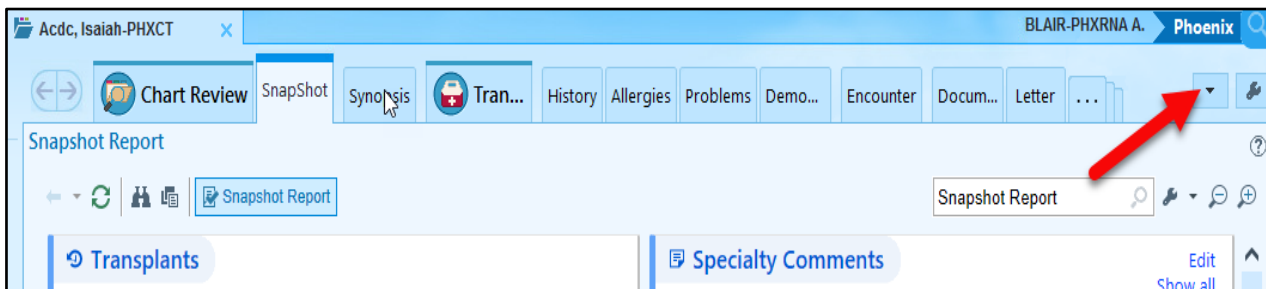 Acdc, Isaiah-PHXCT X BLAIR-PHXRNA A. Phoenix
Chart Review SnapShot Synopsis Tran... History Allergies Problems Demo... Encounter Docum... Letter ...
Snapshot Report
Snapshot Report Snapshot Report
Transplants Specialty Comments Edit
Show all